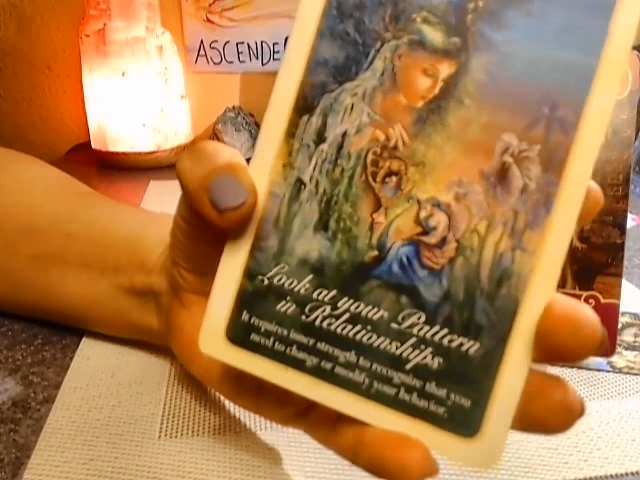 ASCENDE
Look at your Pattern
in Relationships
It requires inner strength to recognize that you
need to change or modify your behavior.